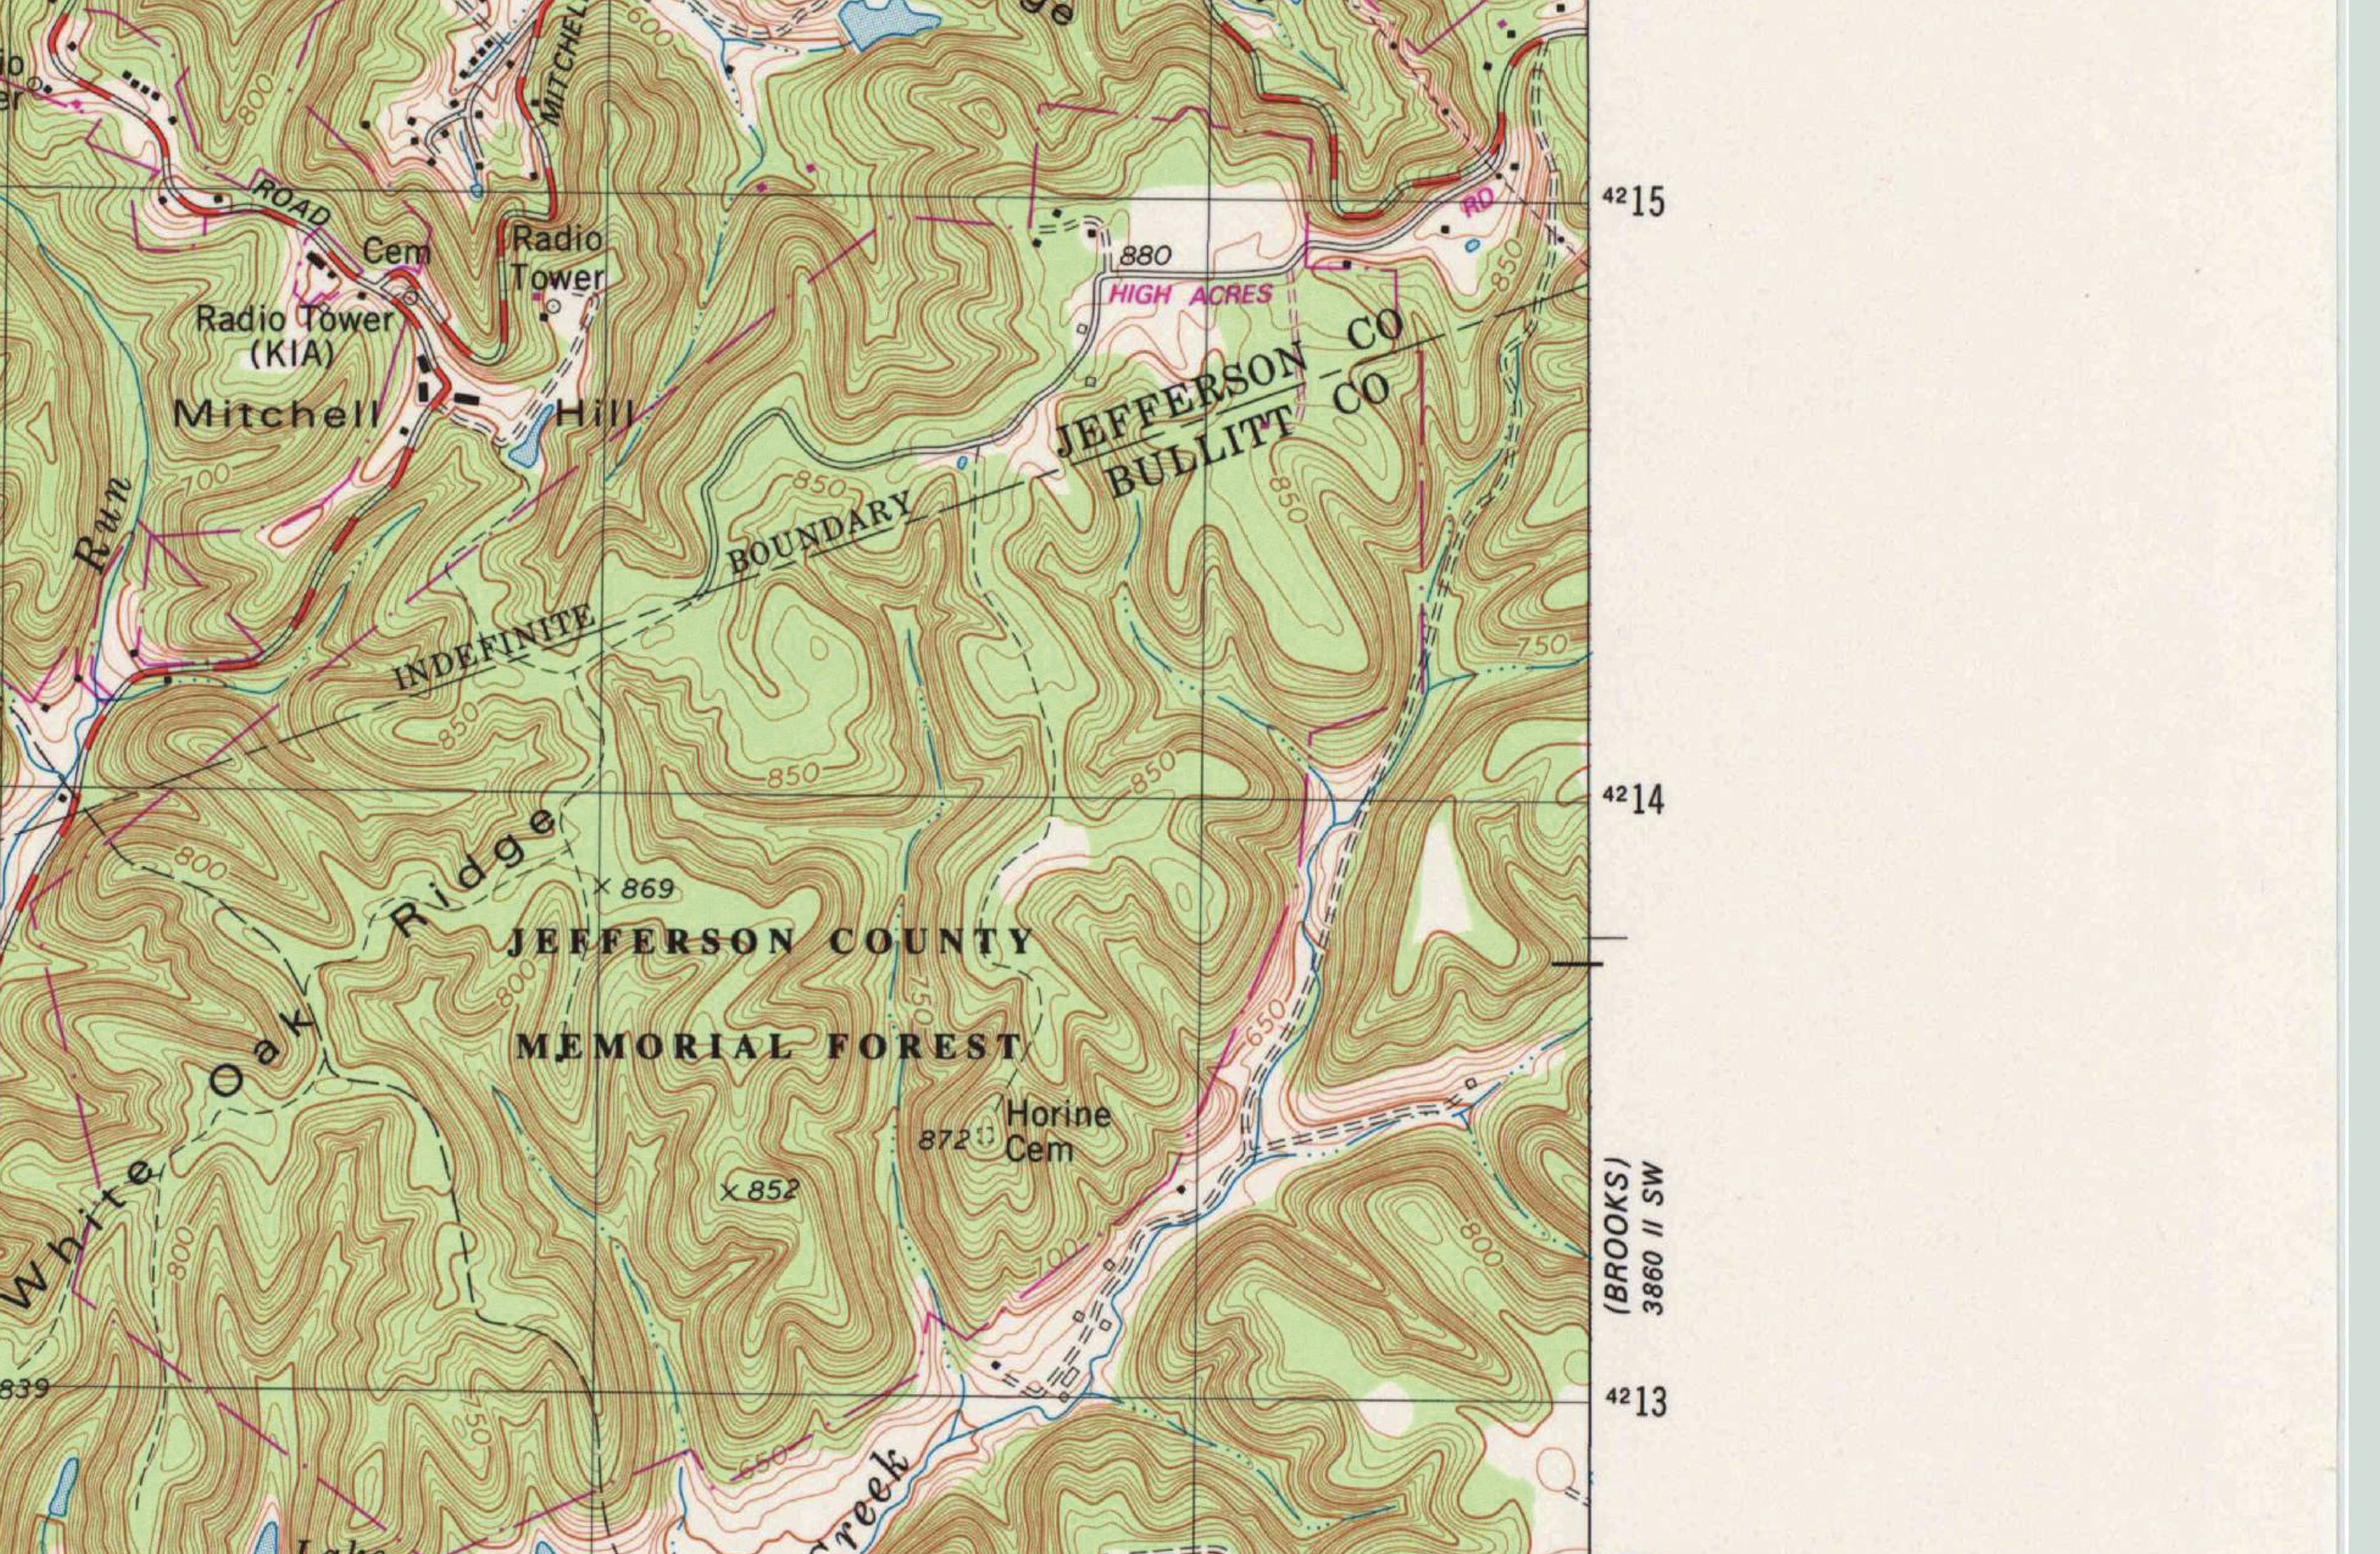 600
MITCHELL
800
ROAD
Cem
Radio
Tower
4215
RD
880
HIGH ACRES
850
Radio Tower
(KIA)
Mitchell Hill
JEFFERSON CO
BULLITT CO
700
Run
850
850
INDEFINITE BOUNDARY
750
850
850
850
4214
800
869
White Oak Ridge
JEFFERSON COUNTY
MEMORIAL FOREST
800
750
650
Horine
Cem
872
852
800
800
700
(BROOKS)
3860 II SW
839
750
4213
650
Creek
Lake